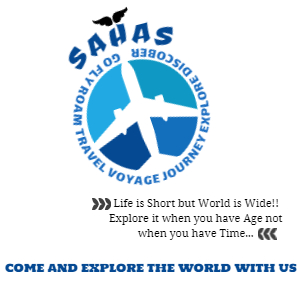 SAHAS
GO FLY ROAM TRAVEL VOYAGE JOURNEY EXPLORE DISCOBER
Life is Short but World is Wide!!
Explore it when you have Age not
when you have Time...
COME AND EXPLORE THE WORLD WITH US